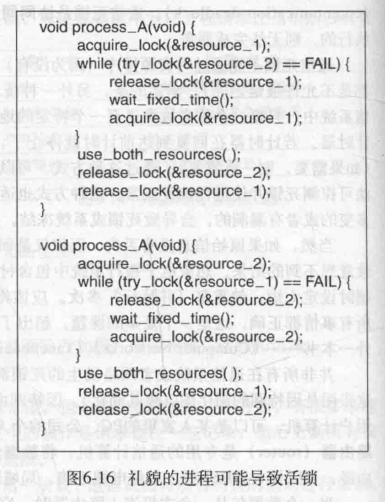 void process_A(void) {
acquire_lock(&resource_1);
while (try_lock(&resource_2) == FAIL) {
release_lock(&resource_1);
wait_fixed_time();
acquire_lock(&resource_1);
}
use_both_resources( );
release_lock(&resource_2);
release_lock(&resource_1);
}
void process_A(void) {
acquire_lock(&resource_2);
while (try_lock(&resource_1) == FAIL) {
release_lock(&resource_2);
wait_fixed_time();
acquire_lock(&resource_2);
}
use_both_resources( );
release_lock(&resource_1);
release_lock(&resource_2);
}
图6-16 礼貌的进程可能导致活锁